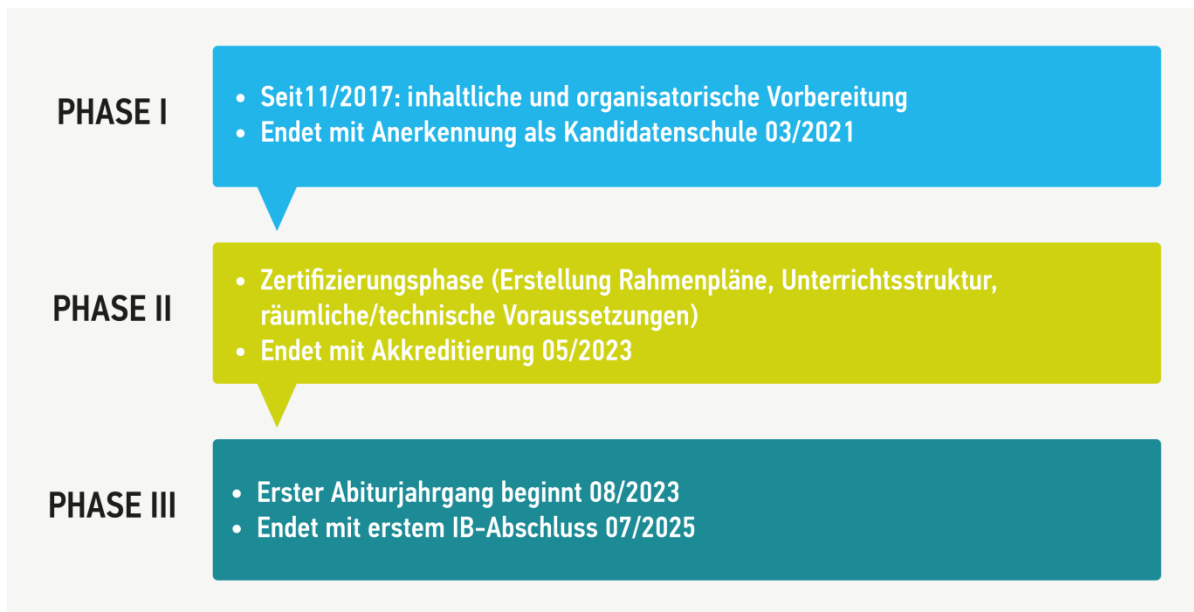 PHASE I
• Seit11/2017: inhaltliche und organisatorische Vorbereitung
• Endet mit Anerkennung als Kandidatenschule 03/2021
PHASE II
• Zertifizierungsphase (Erstellung Rahmenpläne, Unterrichtsstruktur,
räumliche/technische Voraussetzungen)
• Endet mit Akkreditierung 05/2023
PHASE III
• Erster Abiturjahrgang beginnt 08/2023
• Endet mit erstem IB-Abschluss 07/2025